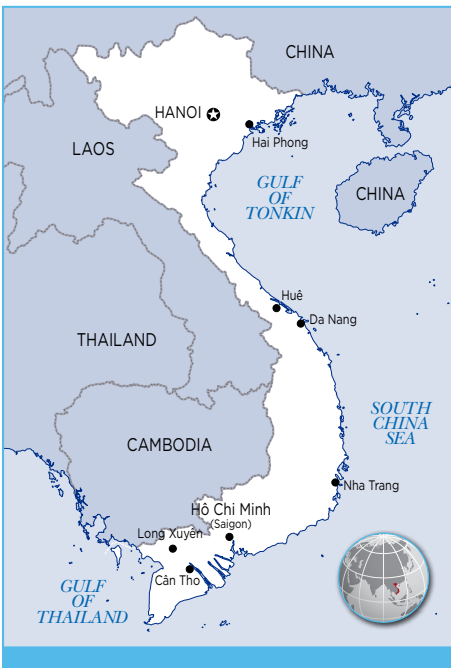 CHINA
HANOI
Hai Phong
LAOS
GULF
OF
TONKIN
CHINA
Huê
Da Nang
THAILAND
SOUTH
CHINA
SEA
CAMBODIA
Nha Trang
Hô Chi Minh
(Saigon)
Long Xuyên
Cân Tho
GULF
OF
THAILAND